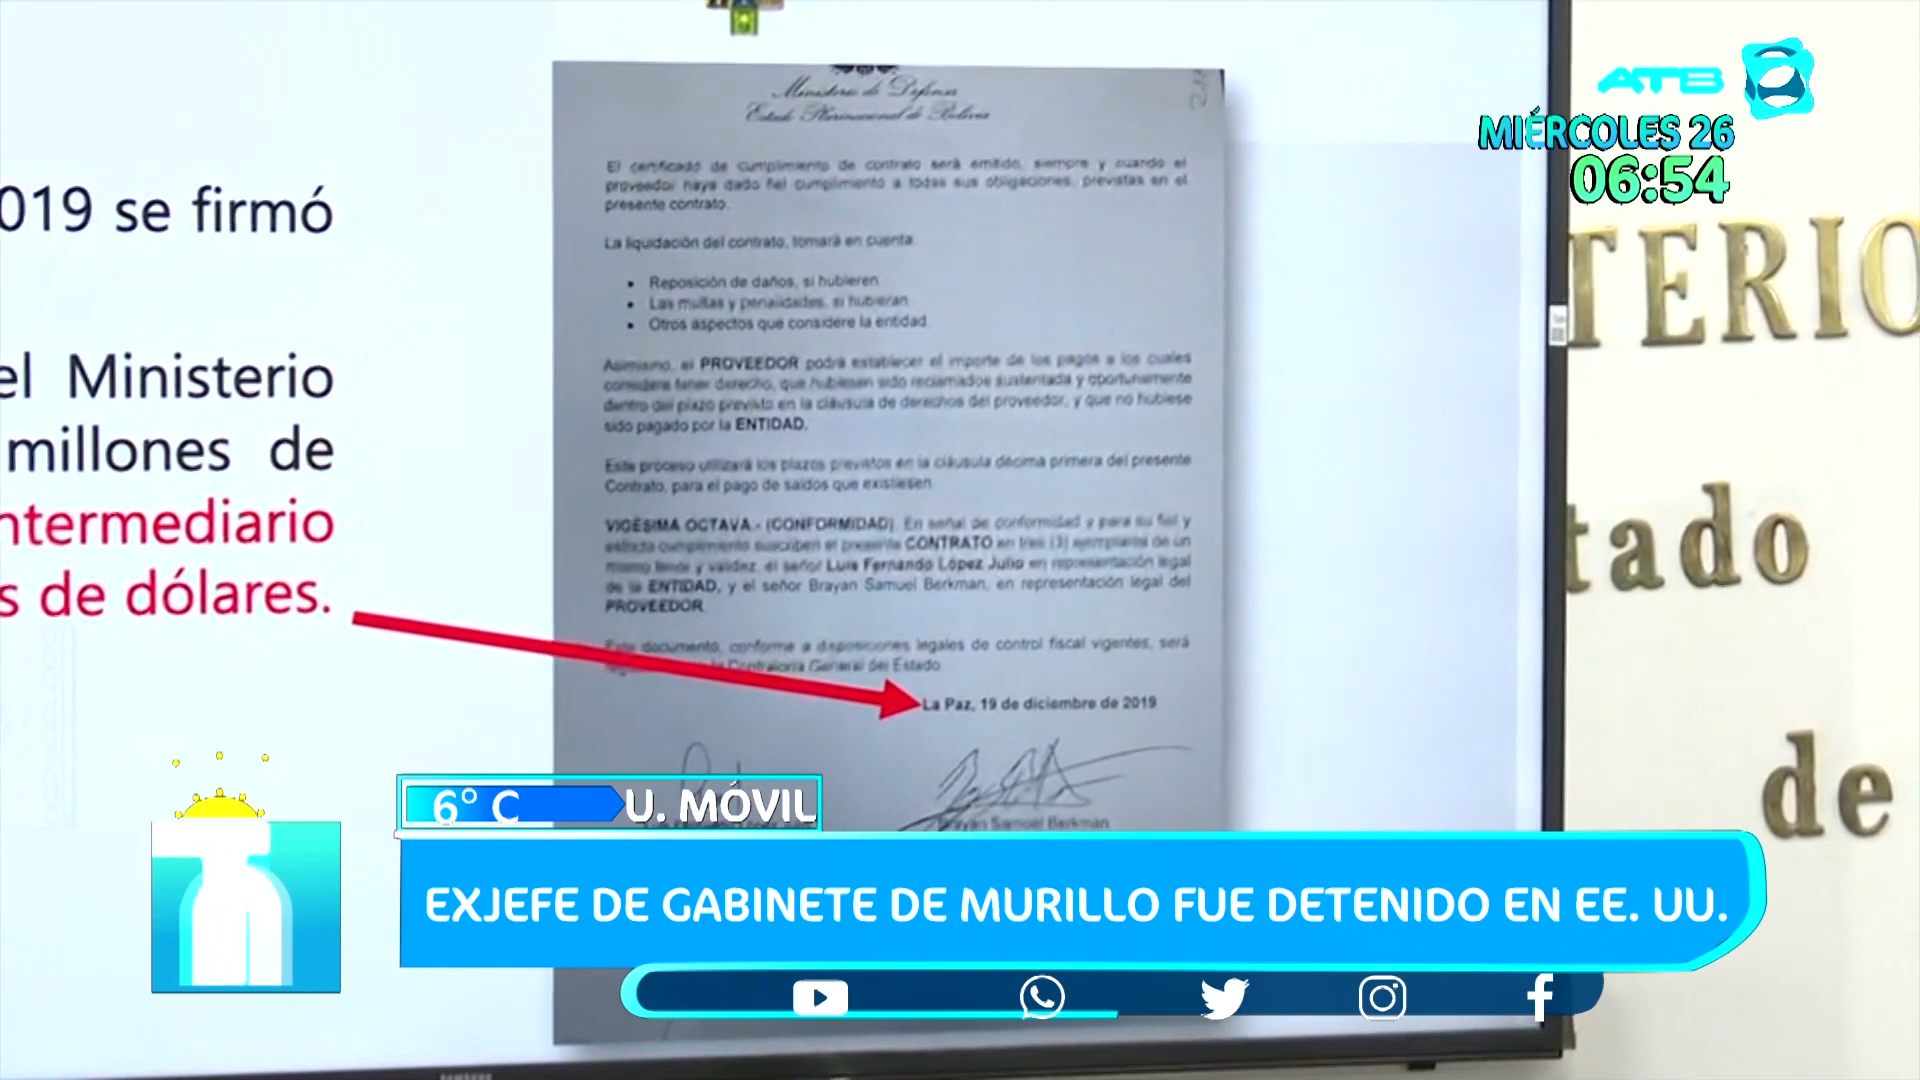 ATB
MIÉRCOLES 26
06:54
019 se firmó
el Ministerio
millones de
ntermediario
s de dólares.
Ministerio de Defensa
Estado Plurinacional de Bolivia
El certificado de cumplimiento de contrato será emitido, siempre y cuando el
proveedor haya dado fiel cumplimiento a todas sus obligaciones, previstas en el
presente contrato.
La liquidación del contrato, tomará en cuenta:
• Reposición de daños, si hubieren.
• Las multas y penalidades, si hubieran.
• Otros aspectos que considere la entidad.
Asimismo, el PROVEEDOR podrá establecer el importe de los pagos a los cuales
considere tener derecho, que hubiesen sido reclamados sustentada y oportunamente
dentro del plazo previsto en la cláusula de derechos del proveedor, y que no hubiese
sido pagado por la ENTIDAD.
Este proceso utilizará los plazos previstos en la cláusula décima primera del presente
Contrato, para el pago de saldos que existiesen.
VIGÉSIMA OCTAVA.- (CONFORMIDAD). En señal de conformidad y para su fiel y
estricto cumplimiento suscriben el presente CONTRATO en tres (3) ejemplares de un
mismo tenor y validez, el señor Luis Fernando López Julio en representación legal
de la ENTIDAD, y el señor Brayan Samuel Berkman, en representación legal del
PROVEEDOR.
Este documento, conforme a disposiciones legales de control fiscal vigentes, será
la Contraloría General del Estado.
La Paz, 19 de diciembre de 2019
Brayan Samuel Berkman
TERIO
tado
de
6° C
U. MÓVIL
EXJEFE DE GABINETE DE MURILLO FUE DETENIDO EN EE. UU.
SAMSUNG